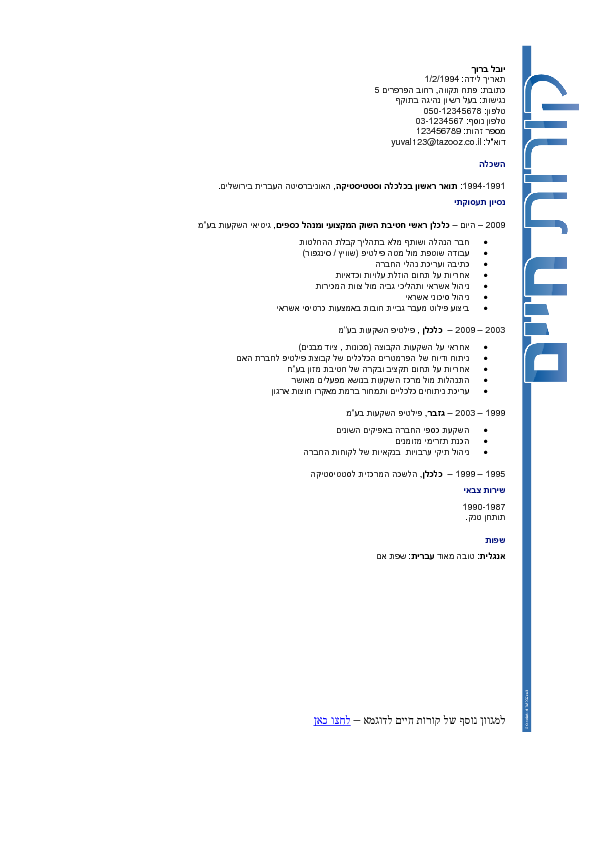 קורות חיים
יובל ברוך
תאריך לידה: 1/2/1994
כתובת: פתח תקווה, רחוב הפרפרים 5
נגישות: בעל רשיון נהיגה בתוקף
טלפון: 050-12345678
טלפון נוסף: 03-1234567
מספר זהות: 123456789
דוא"ל: yuval123@tazooz.co.il
השכלה
1994-1991: תואר ראשון בכלכלה וסטטיסטיקה, האוניברסיטה העברית בירושלים.
נסיון תעסוקתי
2009 – היום – כלכלן ראשי חטיבת השוק המקצועי ומנהל כספים, גיטיאי השקעות בע"מ
• חבר הנהלה ושותף מלא בתהליך קבלת ההחלטות
• עבודה שוטפת מול מטה פיליטפ (שוויץ / סינגפור)
• כתיבה ועריכת נהלי החברה
• אחריות על תחום הוזלת עלויות וכדאיות
• ניהול אשראי ותהליכי גביה מול צוות המכירות
• ניהול סיכוני אשראי
• ביצוע פילוט מעבר גביית חובות באמצעות כרטיסי אשראי
2003 – 2009 – כלכלן , פיליטפ השקעות בע"מ
• אחראי על השקעות הקבוצה (מכונות , ציוד מבנים)
• ניתוח ודיווח של הפרמטרים הכלכלים של קבוצת פיליטפ לחברת האם
• אחריות על תחום תקציב ובקרה של חטיבת מזון בע"ח
• התנהלות מול מרכז השקעות בנושא מפעלים מאושר
• עריכת ניתוחים כלכליים ותמחור ברמת מאקרו חוצות ארגון
1999 – 2003 – גזבר, פיליטפ השקעות בע"מ
• השקעת כספי החברה באפיקים השונים
• הכנת תזרימי מזומנים
• ניהול תיקי ערבויות בנקאיות של לקוחות החברה
1995 – 1999 – כלכלן, הלשכה המרכזית לסטטיסטיקה
שירות צבאי
1990-1987
תותחן טנק.
שפות
אנגלית: טובה מאוד עברית: שפת אם
למגוון נוסף של קורות חיים לדוגמא – לחצו כאן